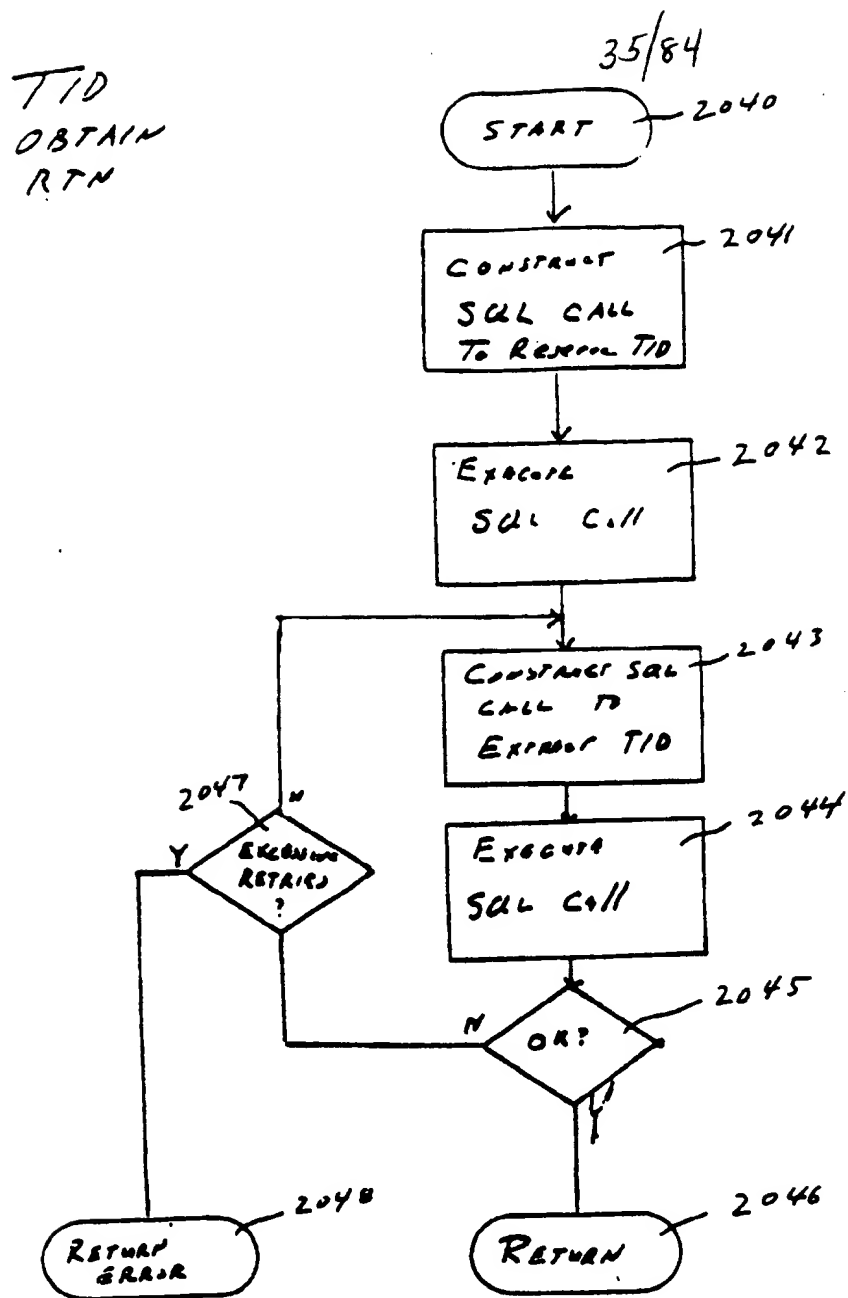 35/84
TID
OBTAIN
RTN
START
2040
2041
CONSTRUCT
SQL CALL
TO RESERVE TID
2042
EXECUTE
SQL CALL
2043
CONSTRUCT SQL
CALL TO
EXTRACT TID
2044
EXECUTE
SQL CALL
2045
OK?
N
Y
2047
N
Y
RETRIES
?
2048
RETURN
ERROR
2046
RETURN